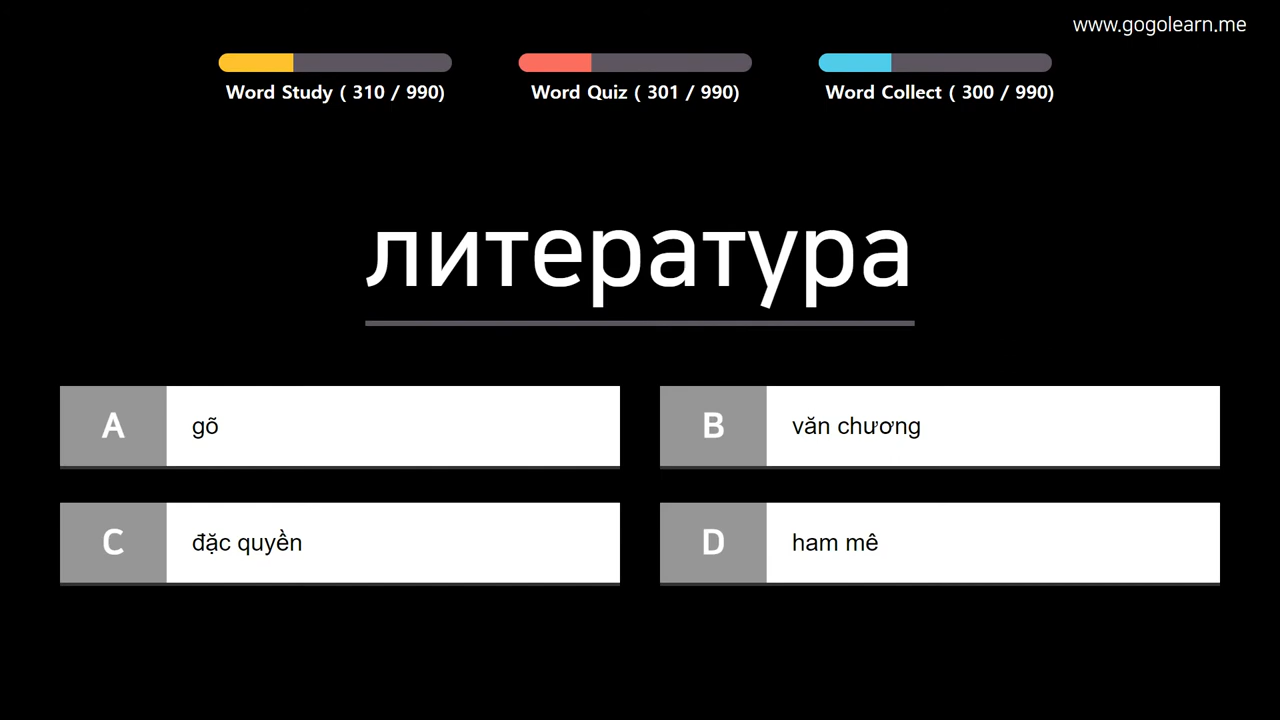 www.gogolearn.me
Word Study ( 310 / 990)
Word Quiz ( 301 / 990)
Word Collect ( 300 / 990)
литература
A gõ
B văn chương
C đặc quyền
D ham mê